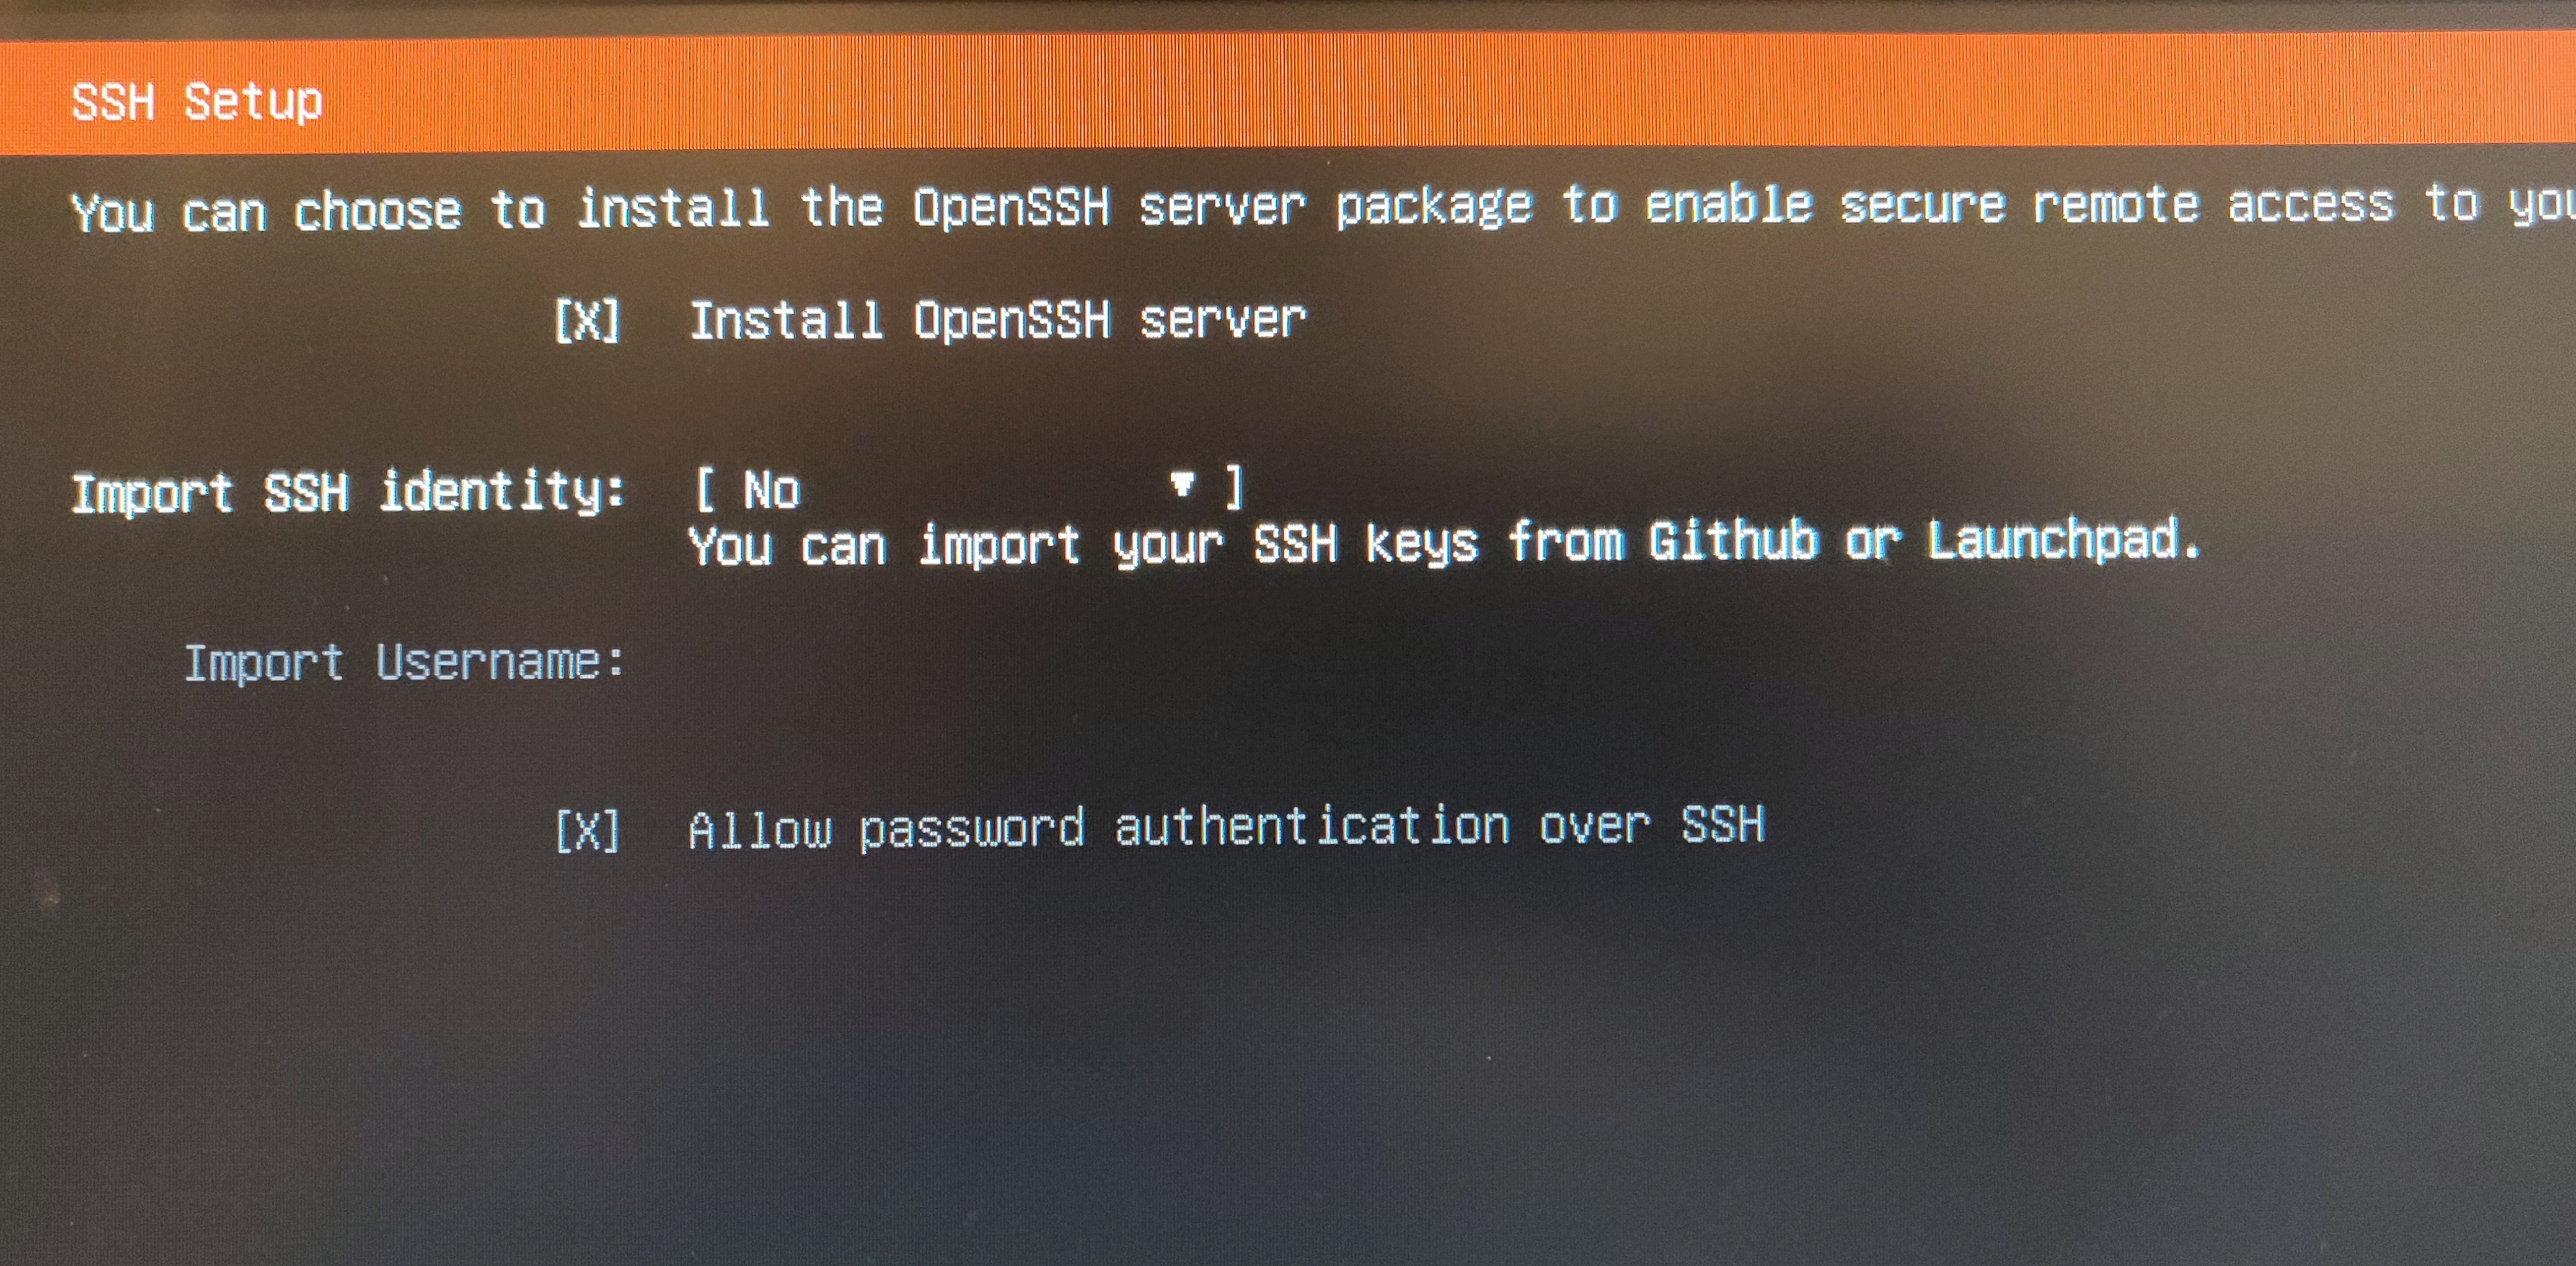 SSH Setup
You can choose to install the OpenSSH server package to enable secure remote access to you
[X] Install OpenSSH server
Import SSH identity: [ No ▼ ]
You can import your SSH keys from Github or Launchpad.
Import Username:
[X] Allow password authentication over SSH